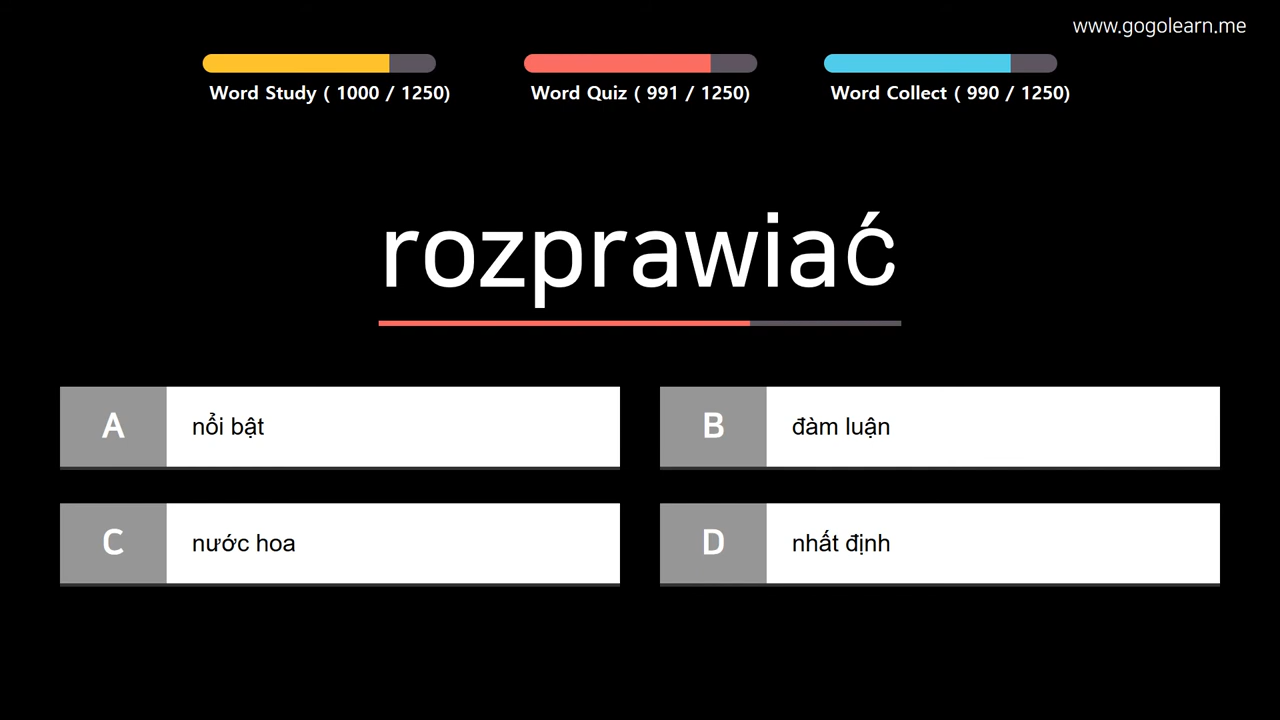 www.gogolearn.me
Word Study ( 1000 / 1250)
Word Quiz ( 991 / 1250)
Word Collect ( 990 / 1250)
rozprawiać
A
nổi bật
B
đàm luận
C
nước hoa
D
nhất định